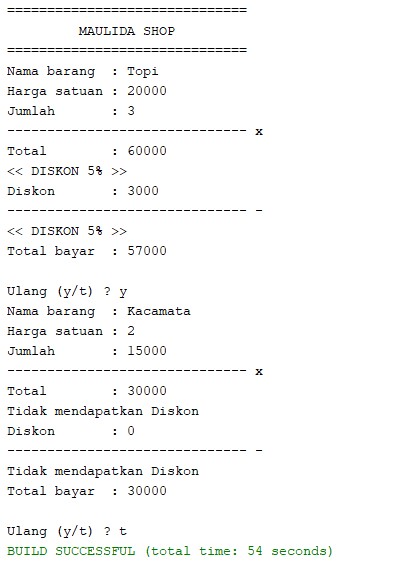 ==============================
         MAULIDA SHOP
==============================
Nama barang  : Topi
Harga satuan : 20000
Jumlah       : 3
------------------------------ x
Total        : 60000
<< DISKON 5% >>
Diskon       : 3000
------------------------------ -
<< DISKON 5% >>
Total bayar  : 57000

Ulang (y/t) ? y
Nama barang  : Kacamata
Harga satuan : 2
Jumlah       : 15000
------------------------------ x
Total        : 30000
Tidak mendapatkan Diskon
Diskon       : 0
------------------------------ -
Tidak mendapatkan Diskon
Total bayar  : 30000

Ulang (y/t) ? t
BUILD SUCCESSFUL (total time: 54 seconds)